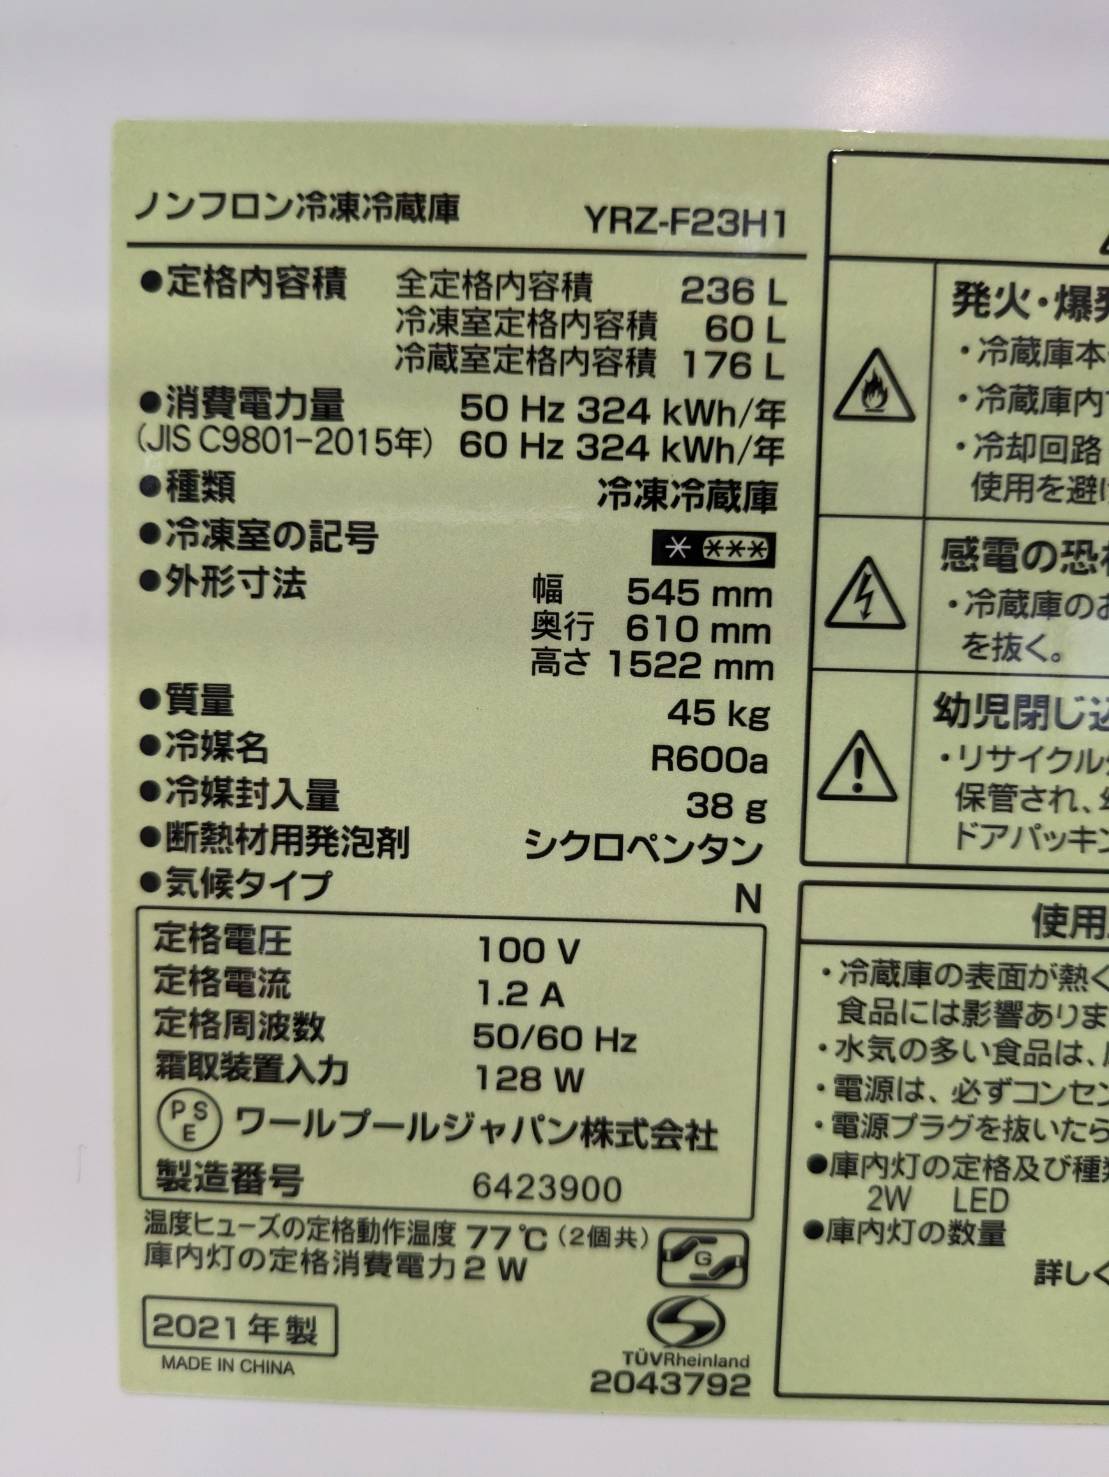 ノンフロン冷凍冷蔵庫 YRZ-F23H1
●定格内容積 全定格内容積 236 L
冷凍室定格内容積 60 L
冷蔵室定格内容積 176 L
●消費電力量 50 Hz 324 kWh/年
(JIS C9801-2015年) 60 Hz 324 kWh/年
●種類 冷凍冷蔵庫
●冷凍室の記号 * ***
●外形寸法 幅 545 mm
奥行 610 mm
高さ 1522 mm
●質量 45 kg
●冷媒名 R600a
●冷媒封入量 38 g
●断熱材用発泡剤 シクロペンタン
●気候タイプ N
定格電圧 100 V
定格電流 1.2 A
定格周波数 50/60 Hz
霜取装置入力 128 W
PSE ワールプールジャパン株式会社
製造番号 6423900
温度ヒューズの定格動作温度 77℃(2個共)
庫内灯の定格消費電力 2 W
G
2021年製
MADE IN CHINA
TÜVRheinland
2043792
発火・爆発
・冷蔵庫本
・冷蔵庫内
・冷却回路
使用を避け
感電の恐れ
・冷蔵庫のお
を抜く。
幼児閉じ込
・リサイクル
保管され、
ドアパッキン
使用
・冷蔵庫の表面が熱く
食品には影響ありま
・水気の多い食品は、
・電源は、必ずコンセン
・電源プラグを抜いたら
●庫内灯の定格及び種類
2W LED
●庫内灯の数量
詳しく